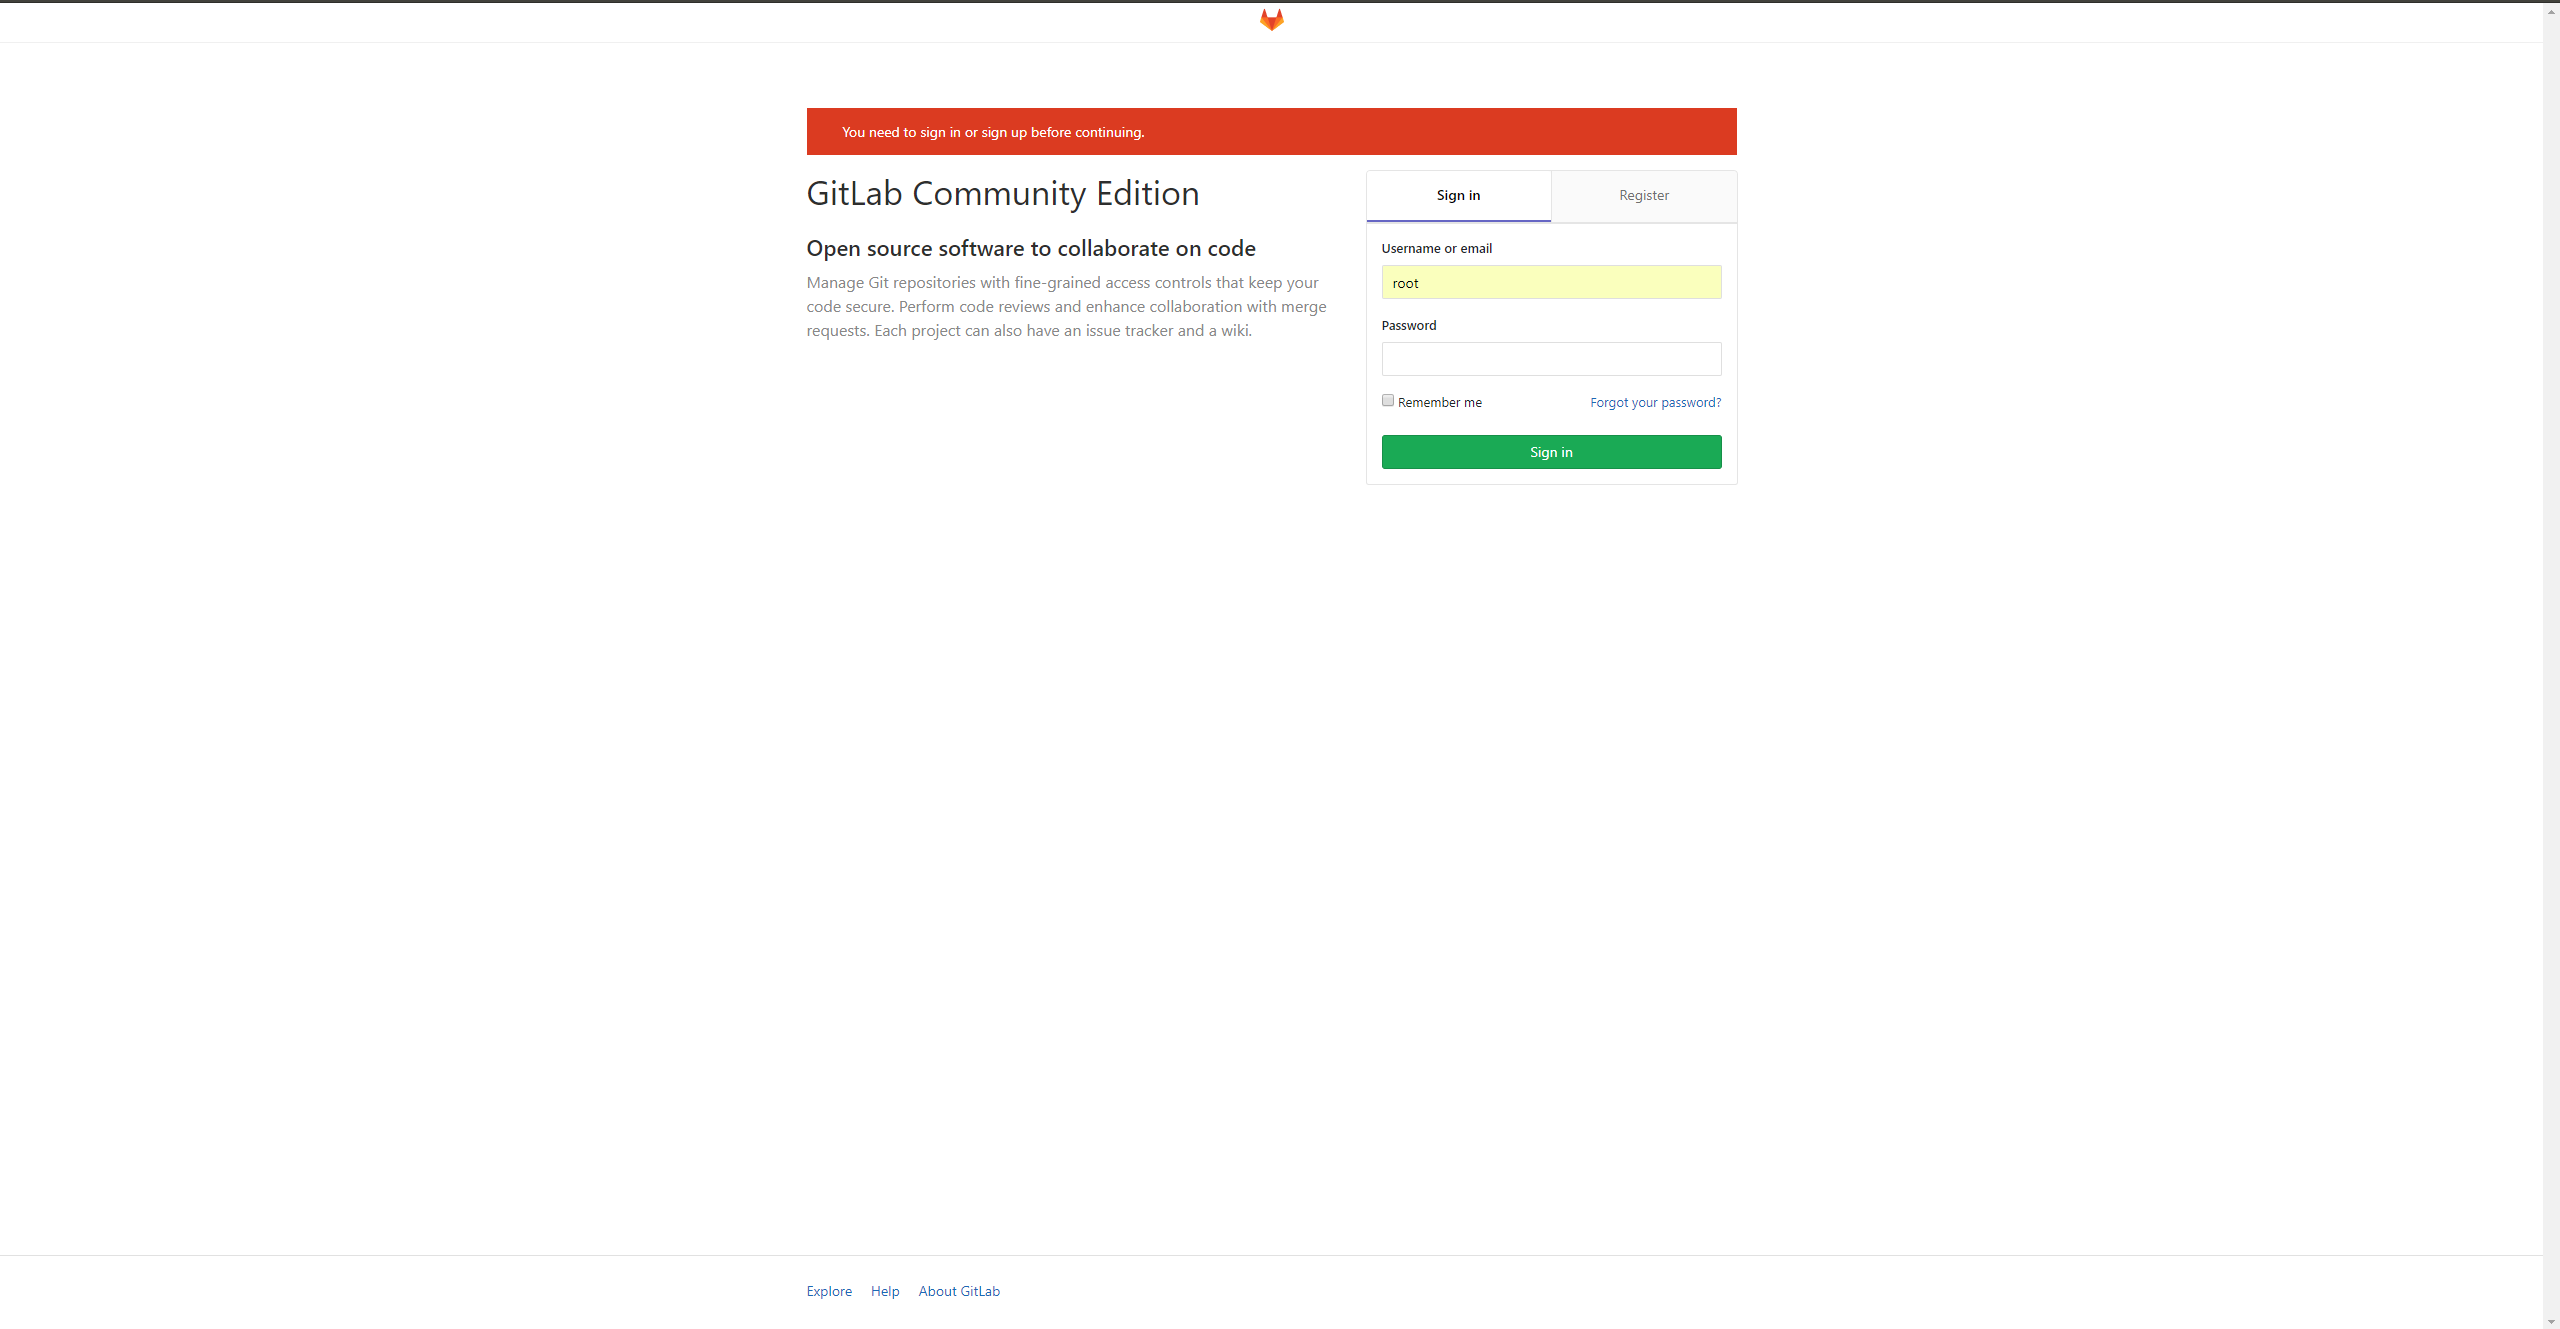 You need to sign in or sign up before continuing.
GitLab Community Edition
Open source software to collaborate on code
Manage Git repositories with fine-grained access controls that keep your
code secure. Perform code reviews and enhance collaboration with merge
requests. Each project can also have an issue tracker and a wiki.
Sign in
Register
Username or email
root
Password
Remember me
Forgot your password?
Sign in
Explore
Help
About GitLab